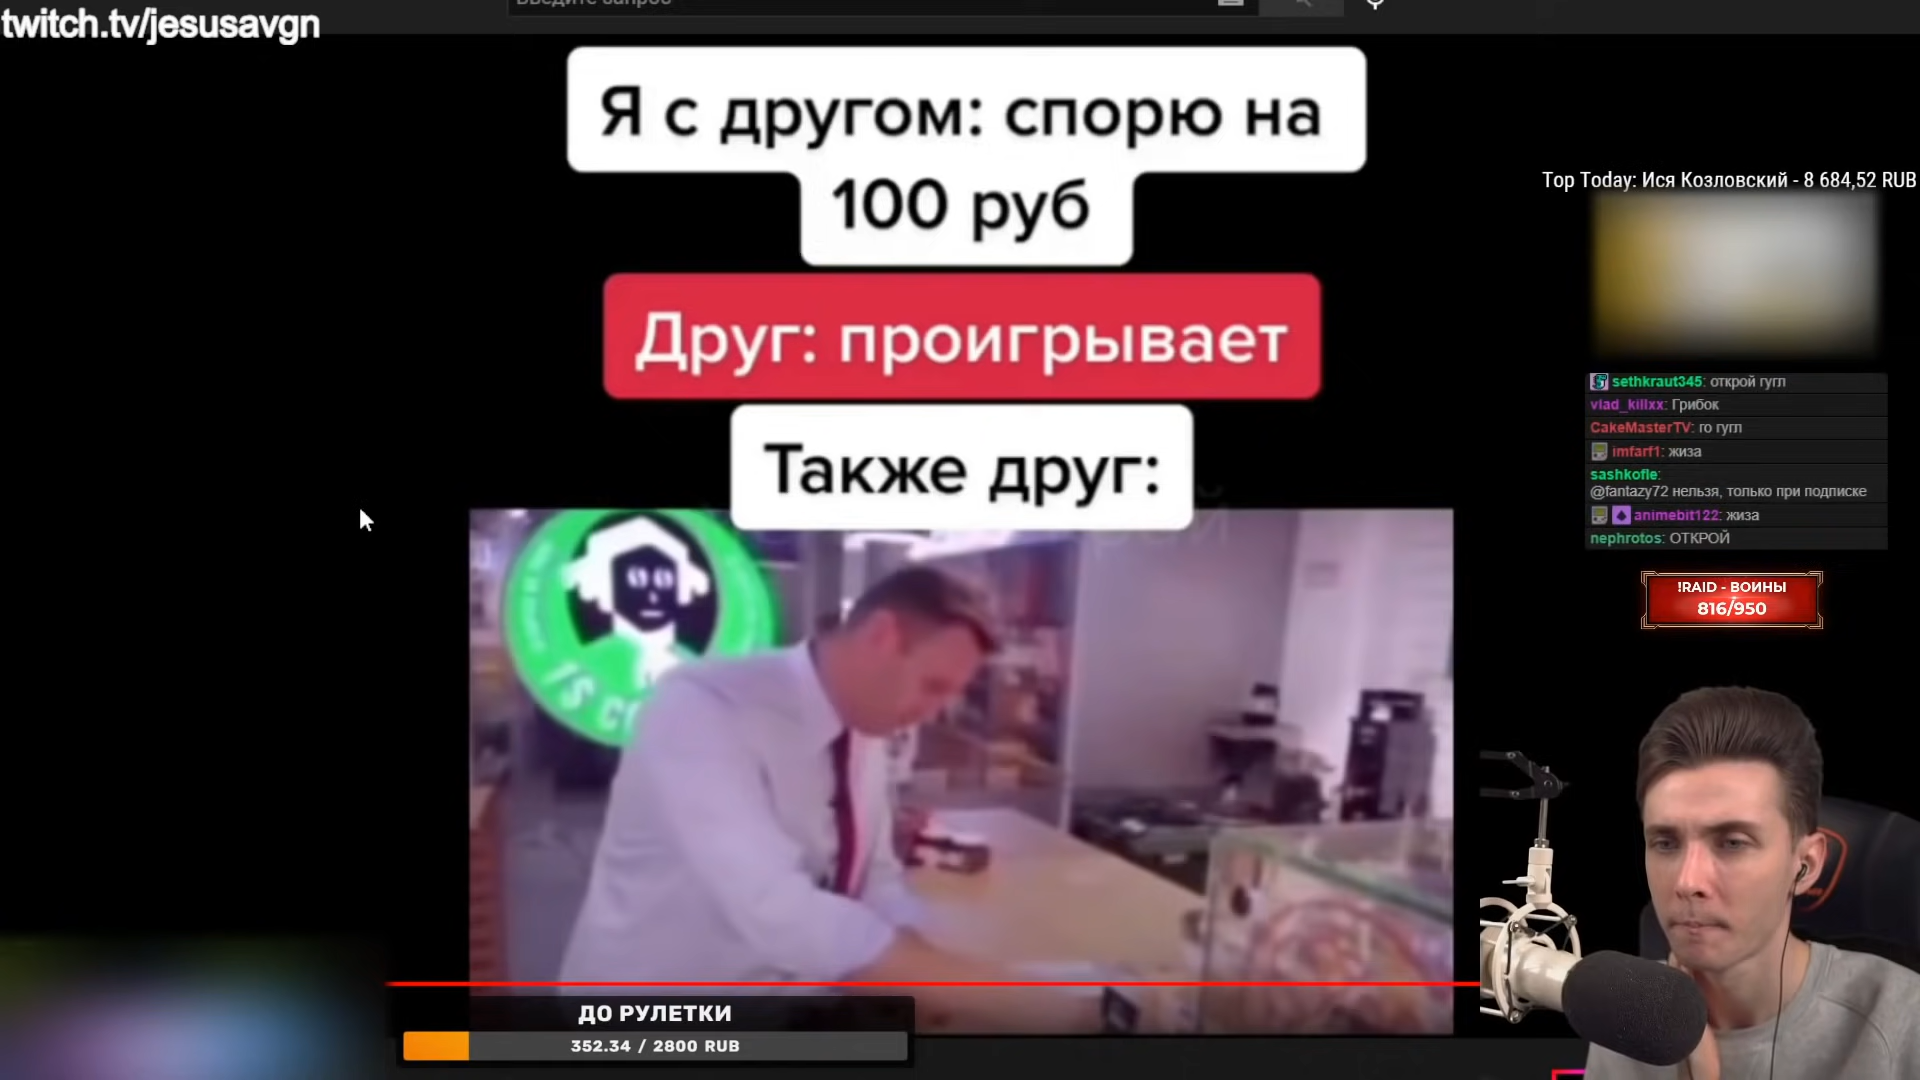 twitch.tv/jesusavgn
Введите запрос
Я с другом: спорю на
100 руб
Друг: проигрывает
Также друг:
Top Today: Ися Козловский - 8 684,52 RUB
sethkraut345: открой гугл
vlad_killxx: Грибок
CakeMasterTV: го гугл
imfarf1: жиза
sashkofle:
@fantazy72 нельзя, только при подписке
animebit122: жиза
nephrotos: ОТКРОЙ
!RAID - ВОИНЫ
816/950
ДО РУЛЕТКИ
352.34 / 2800 RUB